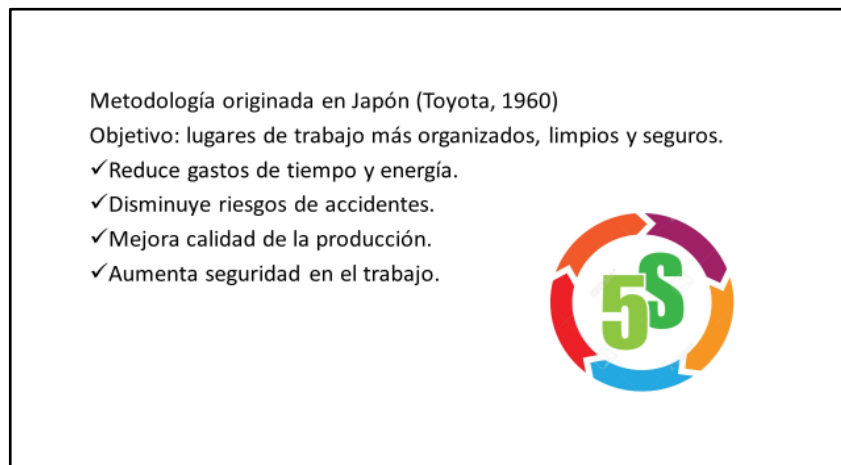 Metodología originada en Japón (Toyota, 1960)
Objetivo: lugares de trabajo más organizados, limpios y seguros.
✓Reduce gastos de tiempo y energía.
✓Disminuye riesgos de accidentes.
✓Mejora calidad de la producción.
✓Aumenta seguridad en el trabajo.
5S